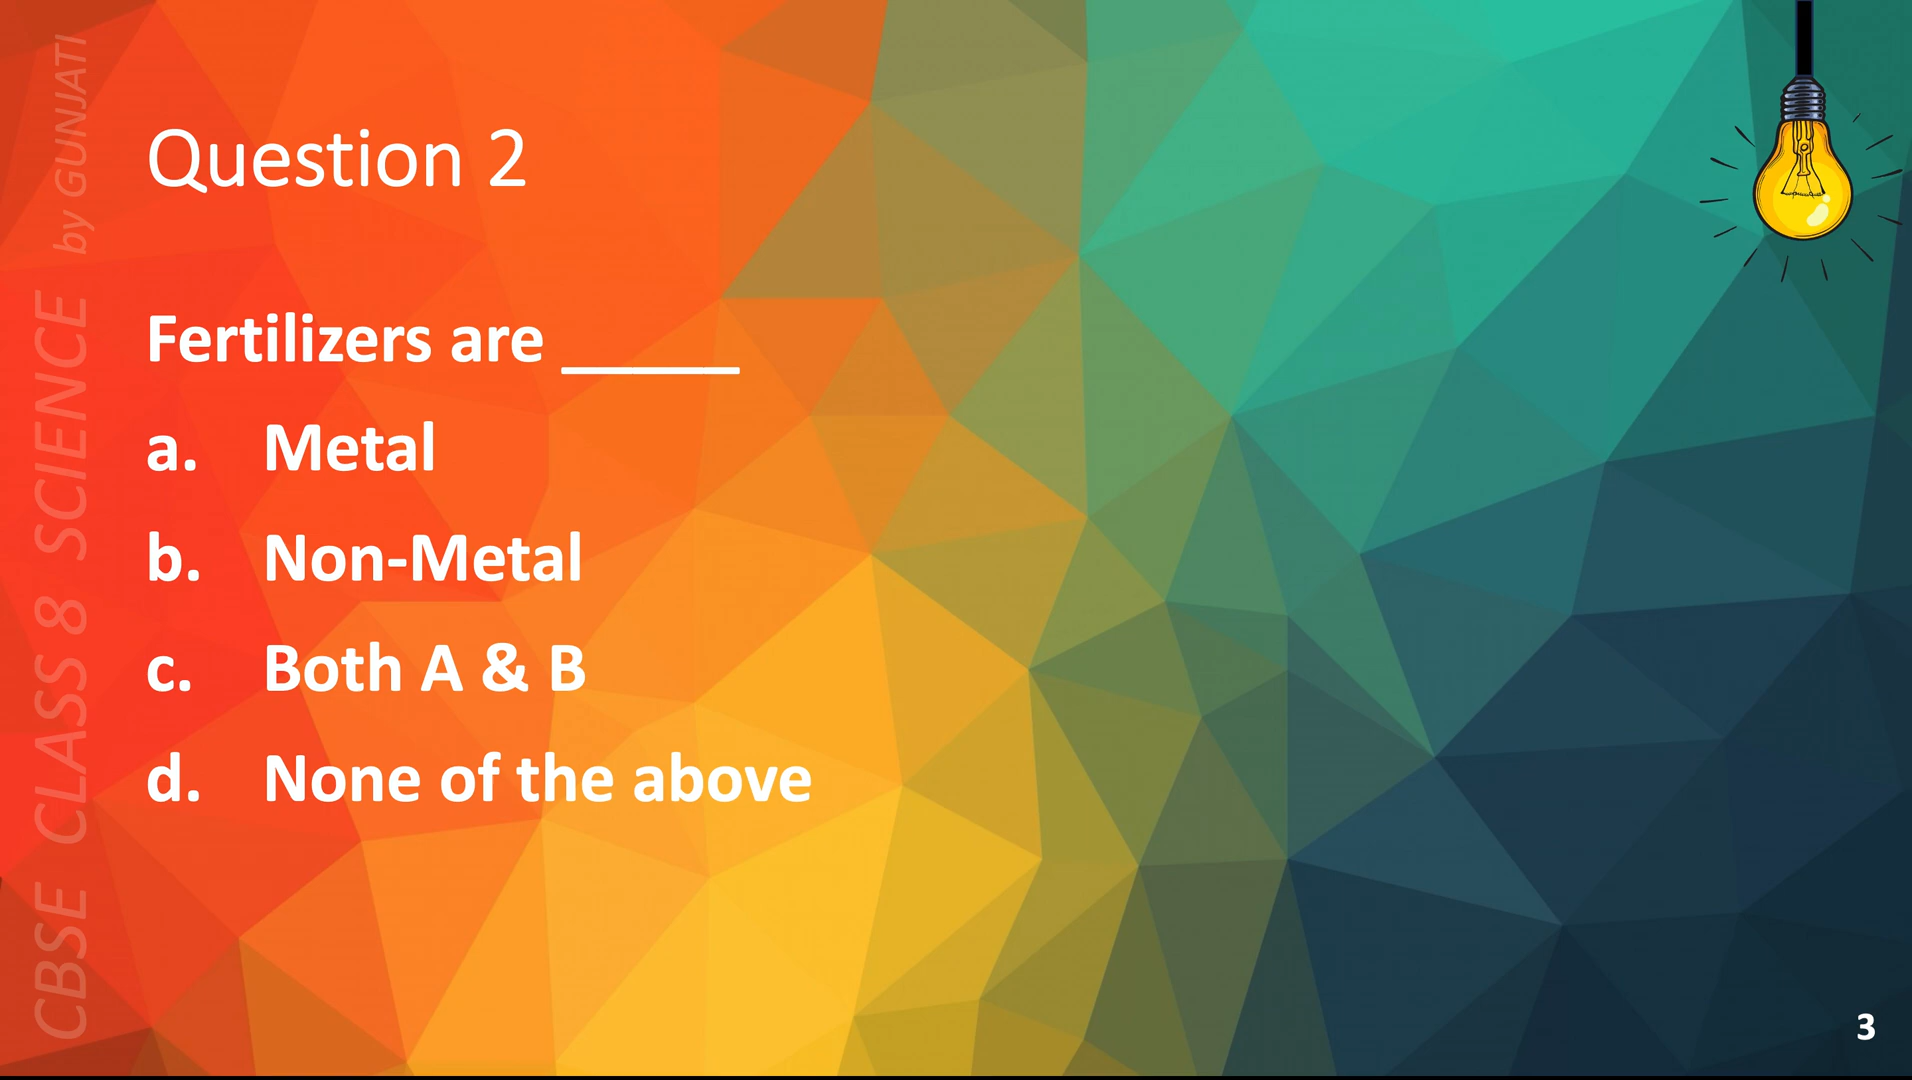 CBSE CLASS 8 SCIENCE by GUNJATI
Question 2
Fertilizers are _____
a. Metal
b. Non-Metal
c. Both A & B
d. None of the above
3